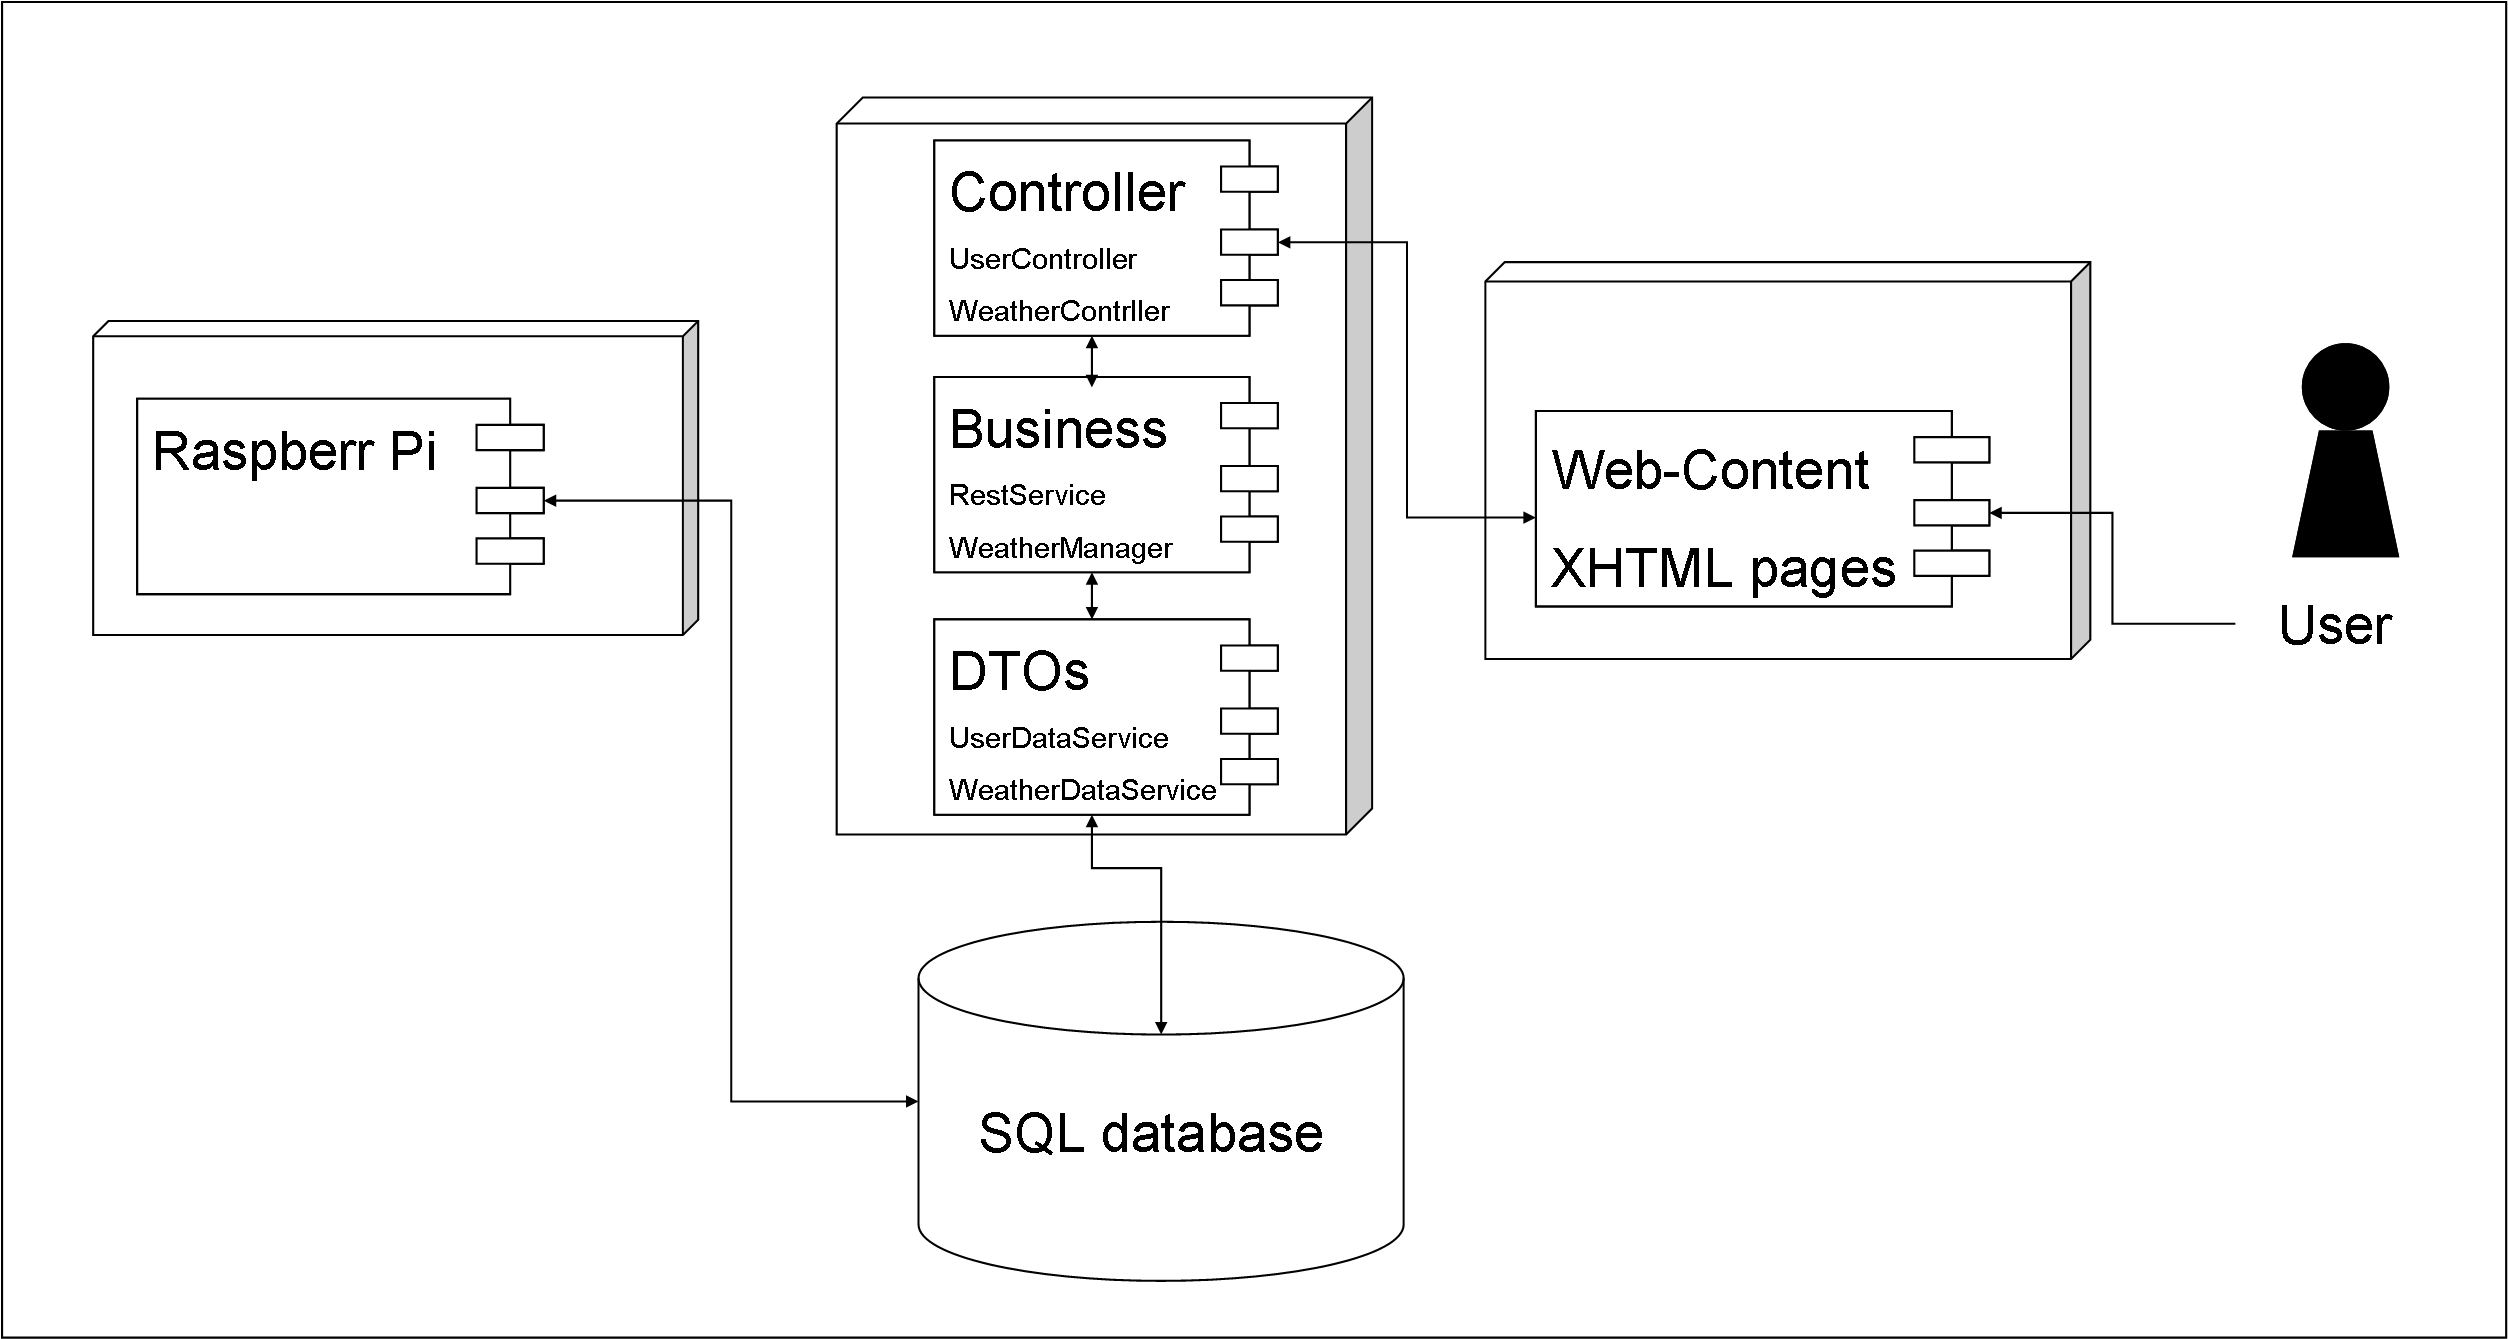 Raspberr Pi
Controller
UserController
WeatherContrller
Business
RestService
WeatherManager
DTOs
UserDataService
WeatherDataService
SQL database
Web-Content
XHTML pages
User